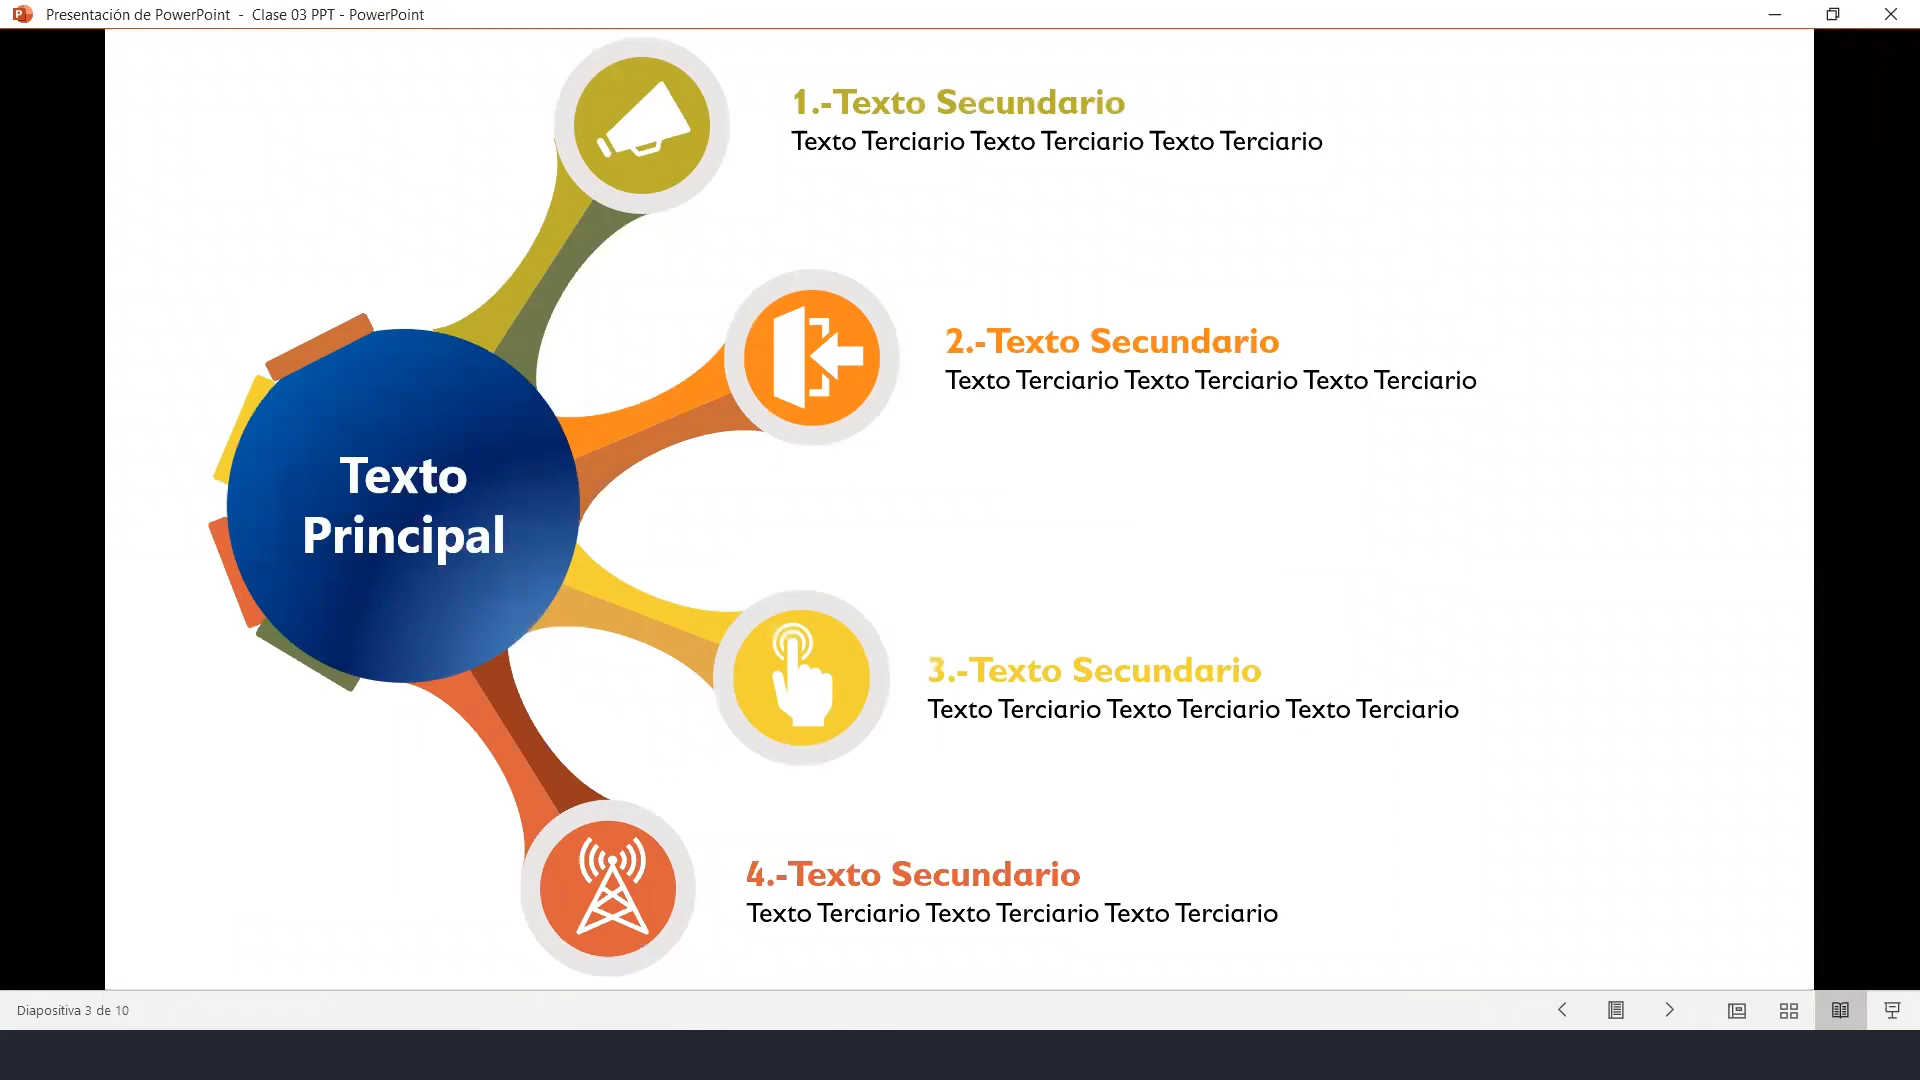 Presentación de PowerPoint - Clase 03 PPT - PowerPoint
1.-Texto Secundario
Texto Terciario Texto Terciario Texto Terciario
2.-Texto Secundario
Texto Terciario Texto Terciario Texto Terciario
Texto
Principal
3.-Texto Secundario
Texto Terciario Texto Terciario Texto Terciario
4.-Texto Secundario
Texto Terciario Texto Terciario Texto Terciario
Diapositiva 3 de 10